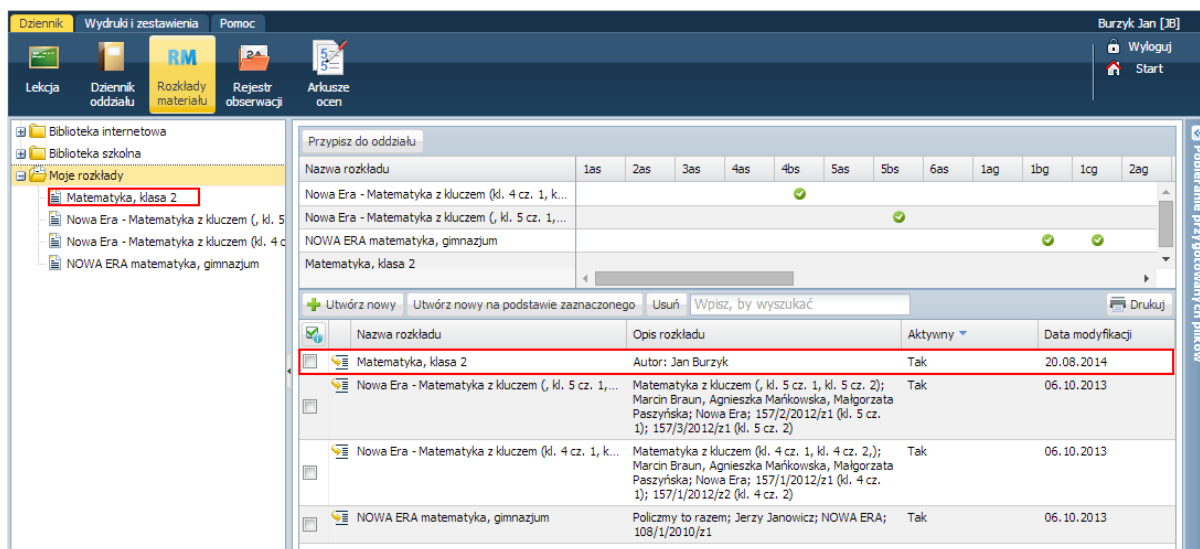 Dziennik Wydruki i zestawienia Pomoc Burzyk Jan [JB]
Wyloguj
Start
Lekcja Dziennik oddziału RM Rozkłady materiału Rejestr obserwacji Arkusze ocen
Biblioteka internetowa
Biblioteka szkolna
Moje rozkłady
Matematyka, klasa 2
Nowa Era - Matematyka z kluczem (, kl. 5
Nowa Era - Matematyka z kluczem (kl. 4 c
NOWA ERA matematyka, gimnazjum
Przypisz do oddziału
Nazwa rozkładu 1as 2as 3as 4as 4bs 5as 5bs 6as 1ag 1bg 1cg 2ag
Nowa Era - Matematyka z kluczem (kl. 4 cz. 1, k...
Nowa Era - Matematyka z kluczem (, kl. 5 cz. 1,...
NOWA ERA matematyka, gimnazjum
Matematyka, klasa 2
Utwórz nowy Utwórz nowy na podstawie zaznaczonego Usuń Wpisz, by wyszukać Drukuj
Nazwa rozkładu Opis rozkładu Aktywny Data modyfikacji
Matematyka, klasa 2 Autor: Jan Burzyk Tak 20.08.2014
Nowa Era - Matematyka z kluczem (, kl. 5 cz. 1,... Matematyka z kluczem (, kl. 5 cz. 1, kl. 5 cz. 2); Tak 06.10.2013
Marcin Braun, Agnieszka Mańkowska, Małgorzata
Paszyńska; Nowa Era; 157/2/2012/z1 (kl. 5 cz.
1); 157/3/2012/z1 (kl. 5 cz. 2)
Nowa Era - Matematyka z kluczem (kl. 4 cz. 1, k... Matematyka z kluczem (kl. 4 cz. 1, kl. 4 cz. 2,); Tak 06.10.2013
Marcin Braun, Agnieszka Mańkowska, Małgorzata
Paszyńska; Nowa Era; 157/1/2012/z1 (kl. 4 cz.
1); 157/1/2012/z2 (kl. 4 cz. 2)
NOWA ERA matematyka, gimnazjum Policzmy to razem; Jerzy Janowicz; NOWA ERA; Tak 06.10.2013
108/1/2010/z1
Pobieranie przygotowanych plików